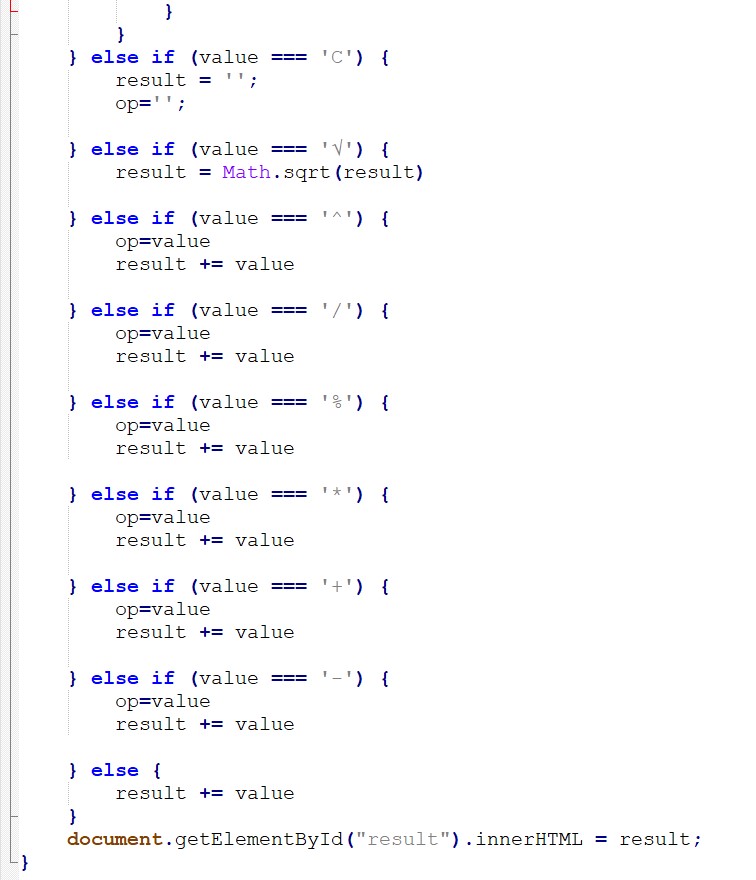 }
}
} else if (value === 'C') {
result = '';
op='';
} else if (value === '√') {
result = Math.sqrt(result)
} else if (value === '^') {
op=value
result += value
} else if (value === '/') {
op=value
result += value
} else if (value === '%') {
op=value
result += value
} else if (value === '*') {
op=value
result += value
} else if (value === '+') {
op=value
result += value
} else if (value === '-') {
op=value
result += value
} else {
result += value
}
document.getElementById("result").innerHTML = result;
}